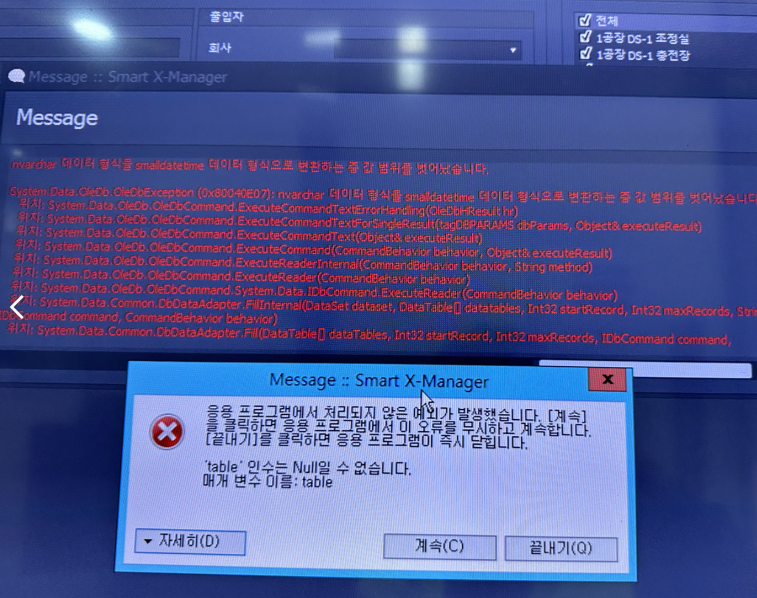 출입자
회사
전체
1공장 DS-1 조정실
1공장 DS-1 충전장
Message :: Smart X-Manager
Message
nvarchar 데이터 형식을 smalldatetime 데이터 형식으로 변환하는 중 값 범위를 벗어났습니다.
System.Data.OleDb.OleDbException (0x80040E07): nvarchar 데이터 형식을 smalldatetime 데이터 형식으로 변환하는 중 값 범위를 벗어났습니다
위치: System.Data.OleDb.OleDbCommand.ExecuteCommandTextErrorHandling(OleDbHResult hr)
위치: System.Data.OleDb.OleDbCommand.ExecuteCommandTextForSingleResult(tagDBPARAMS dbParams, Object& executeResult)
위치: System.Data.OleDb.OleDbCommand.ExecuteCommandText(Object& executeResult)
위치: System.Data.OleDb.OleDbCommand.ExecuteCommand(CommandBehavior behavior, Object& executeResult)
위치: System.Data.OleDb.OleDbCommand.ExecuteReaderInternal(CommandBehavior behavior, String method)
위치: System.Data.OleDb.OleDbCommand.ExecuteReader(CommandBehavior behavior)
위치: System.Data.OleDb.OleDbCommand.System.Data.IDbCommand.ExecuteReader(CommandBehavior behavior)
위치: System.Data.Common.DbDataAdapter.FillInternal(DataSet dataset, DataTable[] datatables, Int32 startRecord, Int32 maxRecords, Strin
IDbCommand command, CommandBehavior behavior)
위치: System.Data.Common.DbDataAdapter.Fill(DataTable[] dataTables, Int32 startRecord, Int32 maxRecords, IDbCommand command,
Message :: Smart X-Manager
응용 프로그램에서 처리되지 않은 예외가 발생했습니다. [계속]
을 클릭하면 응용 프로그램에서 이 오류를 무시하고 계속합니다.
[끝내기]를 클릭하면 응용 프로그램이 즉시 닫힙니다.
'table' 인수는 Null일 수 없습니다.
매개 변수 이름: table
자세히(D)
계속(C)
끝내기(Q)